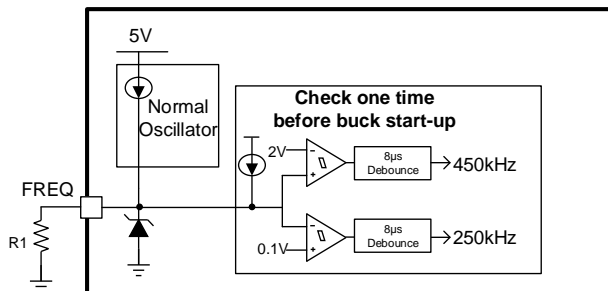 5V
Normal
Oscillator
Check one time
before buck start-up
2V
-
+
8μs
Debounce
450kHz
FREQ
R1
-
+
0.1V
8μs
Debounce
250kHz